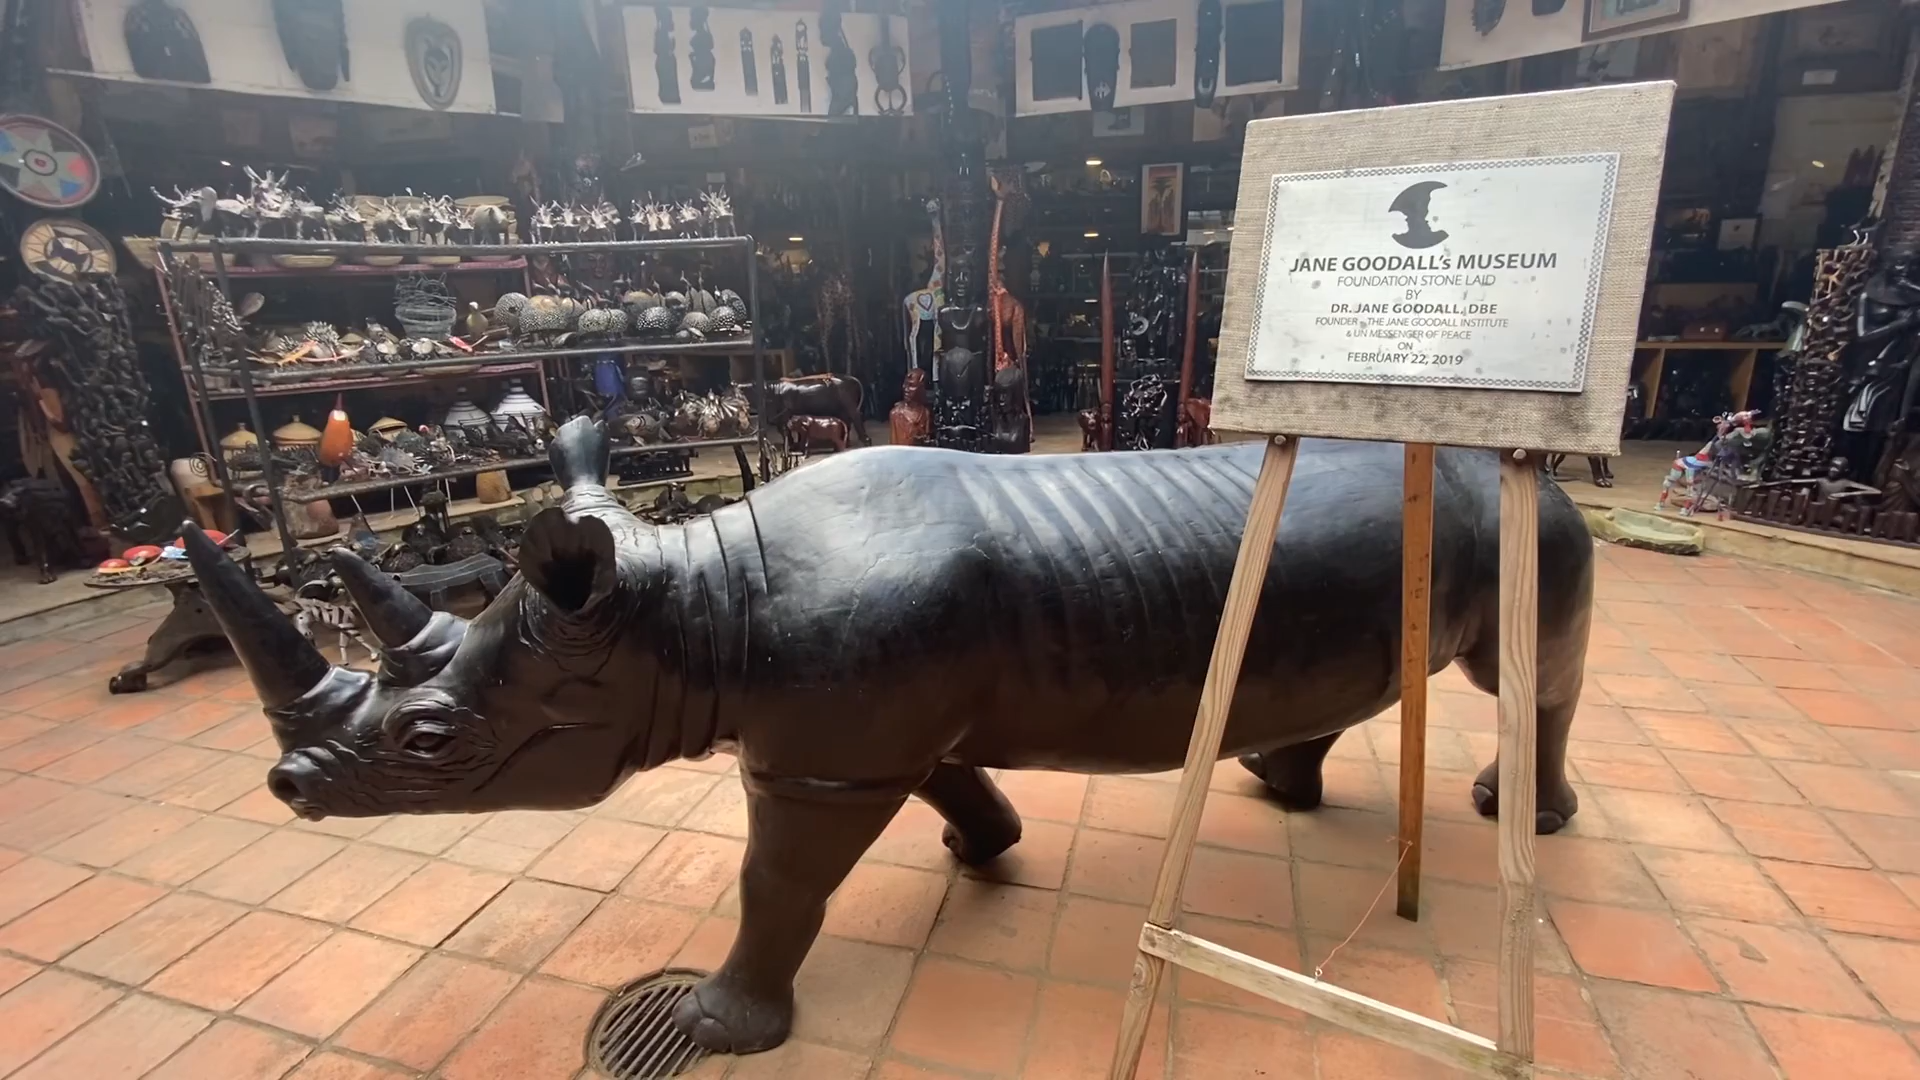 JANE GOODALL's MUSEUM
FOUNDATION STONE LAID
BY
DR. JANE GOODALL, DBE
FOUNDER - THE JANE GOODALL INSTITUTE
& UN MESSENGER OF PEACE
ON
FEBRUARY 22, 2019